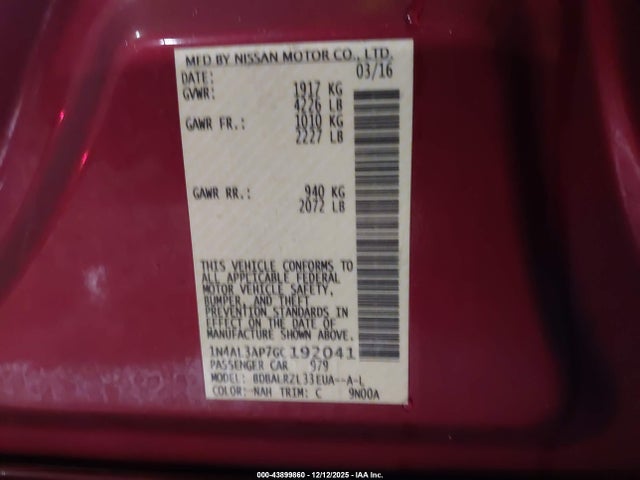 MFD BY NISSAN MOTOR CO., LTD.
DATE: 03/16
GVWR: 1917 KG
4226 LB
GAWR FR.: 1010 KG
2227 LB
GAWR RR.: 940 KG
2072 LB
THIS VEHICLE CONFORMS TO
ALL APPLICABLE FEDERAL
MOTOR VEHICLE SAFETY,
BUMPER, AND THEFT
PREVENTION STANDARDS IN
EFFECT ON THE DATE OF
MANUFACTURE SHOWN ABOVE.
1N4AL3AP7GC192041
PASSENGER CAR 979
MODEL: BDBALRZL33EUA--A-L
COLOR: NAH TRIM: C 9N00A
000-43899860 - 12/12/2025 - IAA Inc.